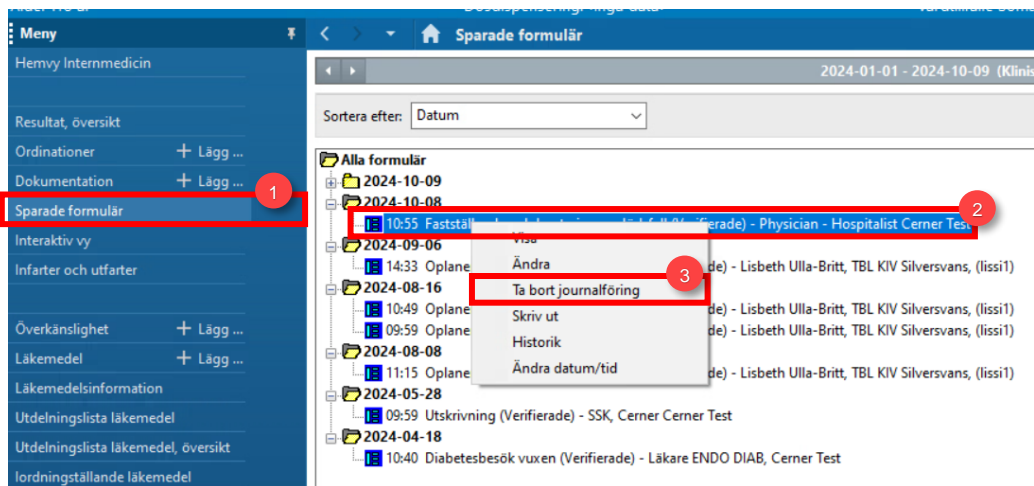 Meny
Sparade formulär
Hemvy Internmedicin
2024-01-01 - 2024-10-09 (Klinis
Resultat, översikt
Sortera efter: Datum
Ordinationer + Lägg ...
Dokumentation + Lägg ...
Sparade formulär
Interaktiv vy
Infarter och utfarter
Överkänslighet + Lägg ...
Läkemedel + Lägg ...
Läkemedelsinformation
Utdelningslista läkemedel
Utdelningslista läkemedel, översikt
Iordningställande läkemedel
1
Alla formulär
2024-10-09
2024-10-08
2
10:55 - Physician - Hospitalist Cerner Test
2024-09-06
14:33 Oplane - Lisbeth Ulla-Britt, TBL KIV Silversvans, (lissi1)
2024-08-16
10:49 Oplane - Lisbeth Ulla-Britt, TBL KIV Silversvans, (lissi1)
09:59 Oplane - Lisbeth Ulla-Britt, TBL KIV Silversvans, (lissi1)
2024-08-08
11:15 Oplane - Lisbeth Ulla-Britt, TBL KIV Silversvans, (lissi1)
2024-05-28
09:59 Utskrivning (Verifierade) - SSK, Cerner Cerner Test
2024-04-18
10:40 Diabetesbesök vuxen (Verifierade) - Läkare ENDO DIAB, Cerner Test
Visa
Ändra
3
Ta bort journalföring
Skriv ut
Historik
Ändra datum/tid